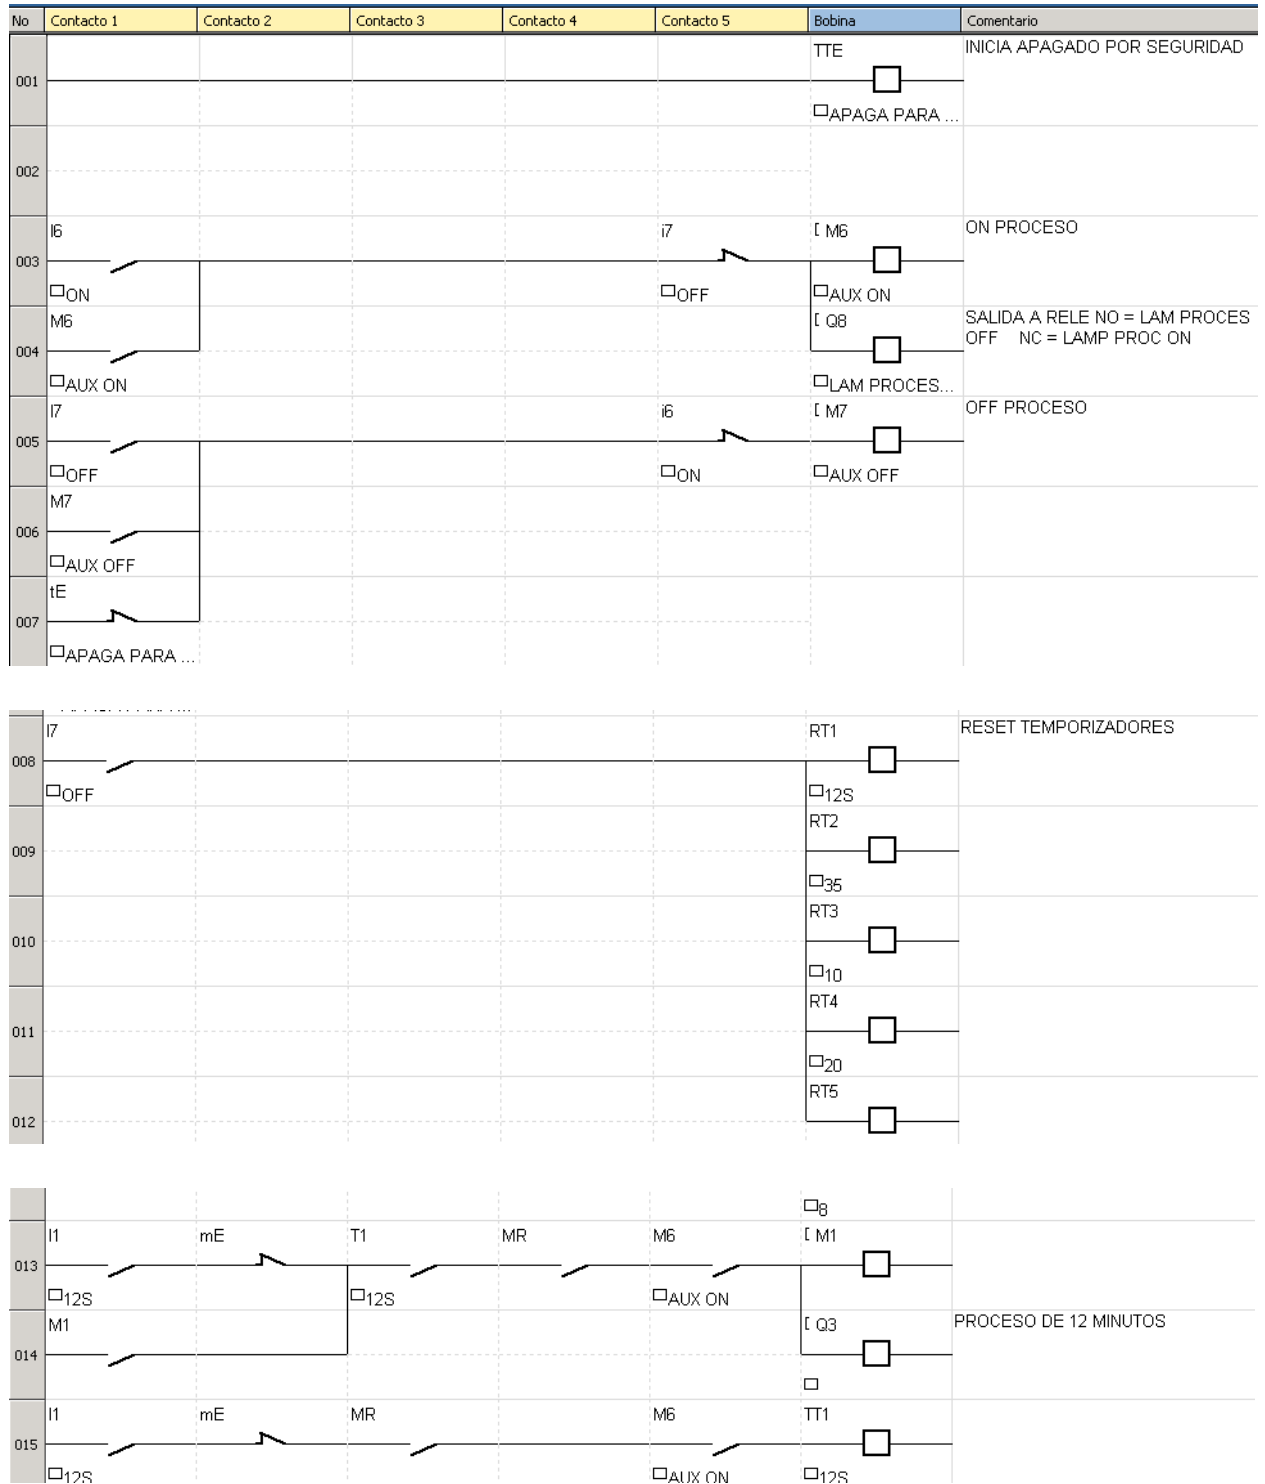 No Contacto 1 Contacto 2 Contacto 3 Contacto 4 Contacto 5 Bobina Comentario
TTE INICIA APAGADO POR SEGURIDAD
001
APAGA PARA ...
002
I6 i7 [ M6 ON PROCESO
003
ON OFF AUX ON
M6 [ Q8 SALIDA A RELE NO = LAM PROCES
OFF NC = LAMP PROC ON
004
AUX ON LAM PROCES...
I7 i6 [ M7 OFF PROCESO
005
OFF ON AUX OFF
M7
006
AUX OFF
tE
007
APAGA PARA ...
I7 RT1 RESET TEMPORIZADORES
008
OFF 12S
RT2
009
35
RT3
010
10
RT4
011
20
RT5
012
8
I1 mE T1 MR M6 [ M1
013
12S 12S AUX ON
M1 [ Q3 PROCESO DE 12 MINUTOS
014
I1 mE MR M6 TT1
015
12S AUX ON 12S